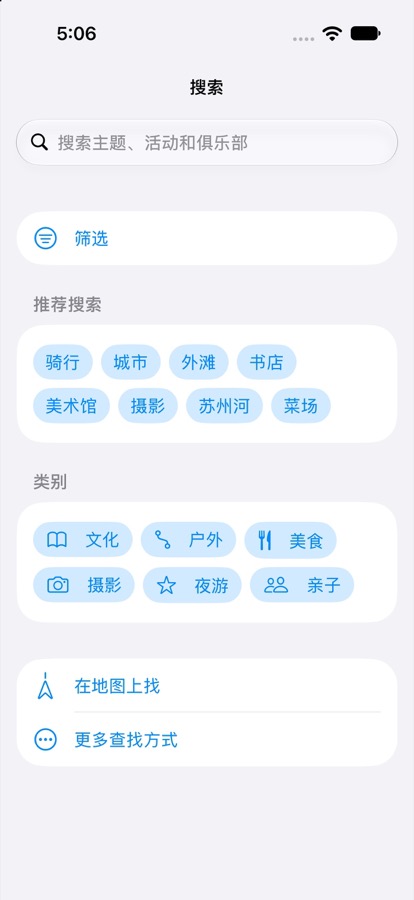 5:06
搜索
搜索主题、活动和俱乐部
筛选
推荐搜索
骑行 城市 外滩 书店
美术馆 摄影 苏州河 菜场
类别
文化 户外 美食
摄影 夜游 亲子
在地图上找
更多查找方式